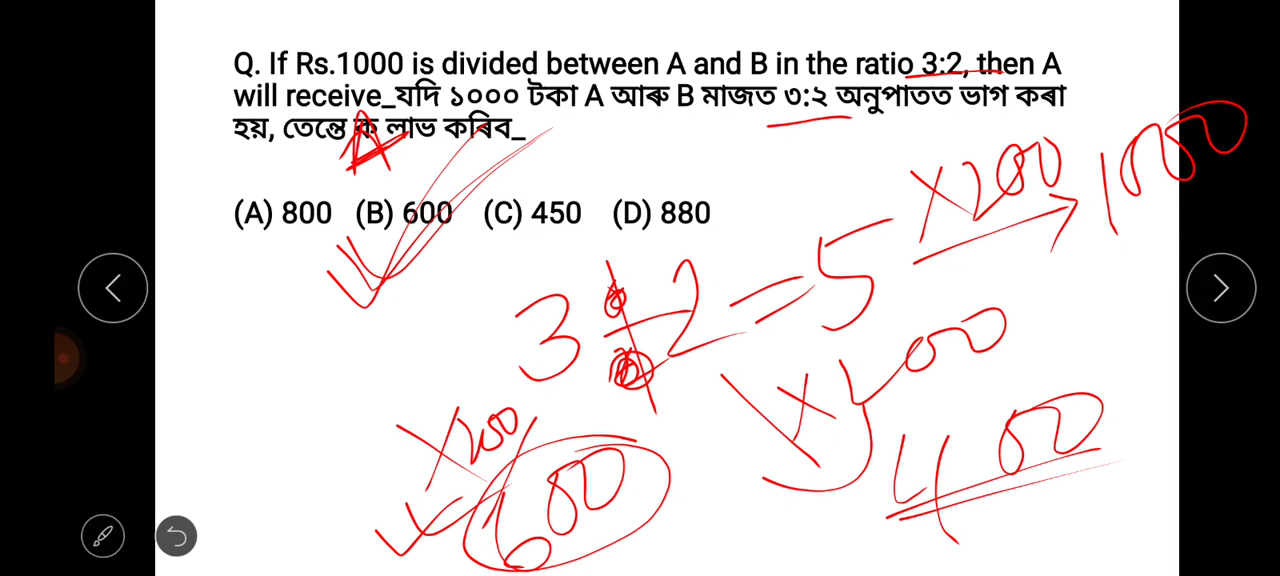 Q. If Rs.1000 is divided between A and B in the ratio 3:2, then A
will receive_যদি ১০০০ টকা A আৰু B মাজত ৩:২ অনুপাতত ভাগ কৰা
হয়, তেন্তে ক লাভ কৰিব_
A
(A) 800 (B) 600 (C) 450 (D) 880
×200 1000
3 + 2 = 5
×200 ×200
600 400